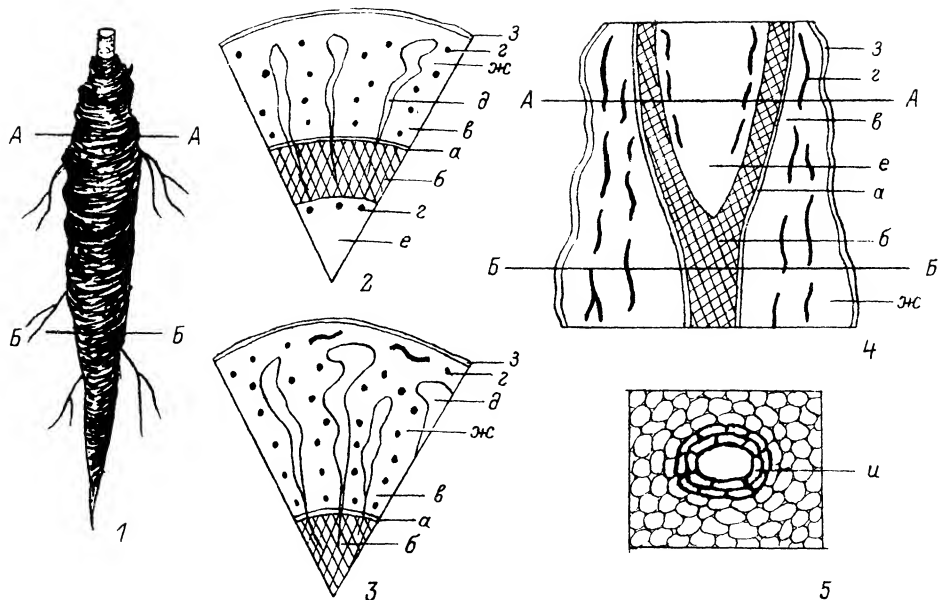 А А
Б Б
1
з
г
ж
д
в
а
б
г
е
2
з
г
д
ж
в
а
б
3
з
г
А А
в
е
а
б
Б Б
ж
4
и
5